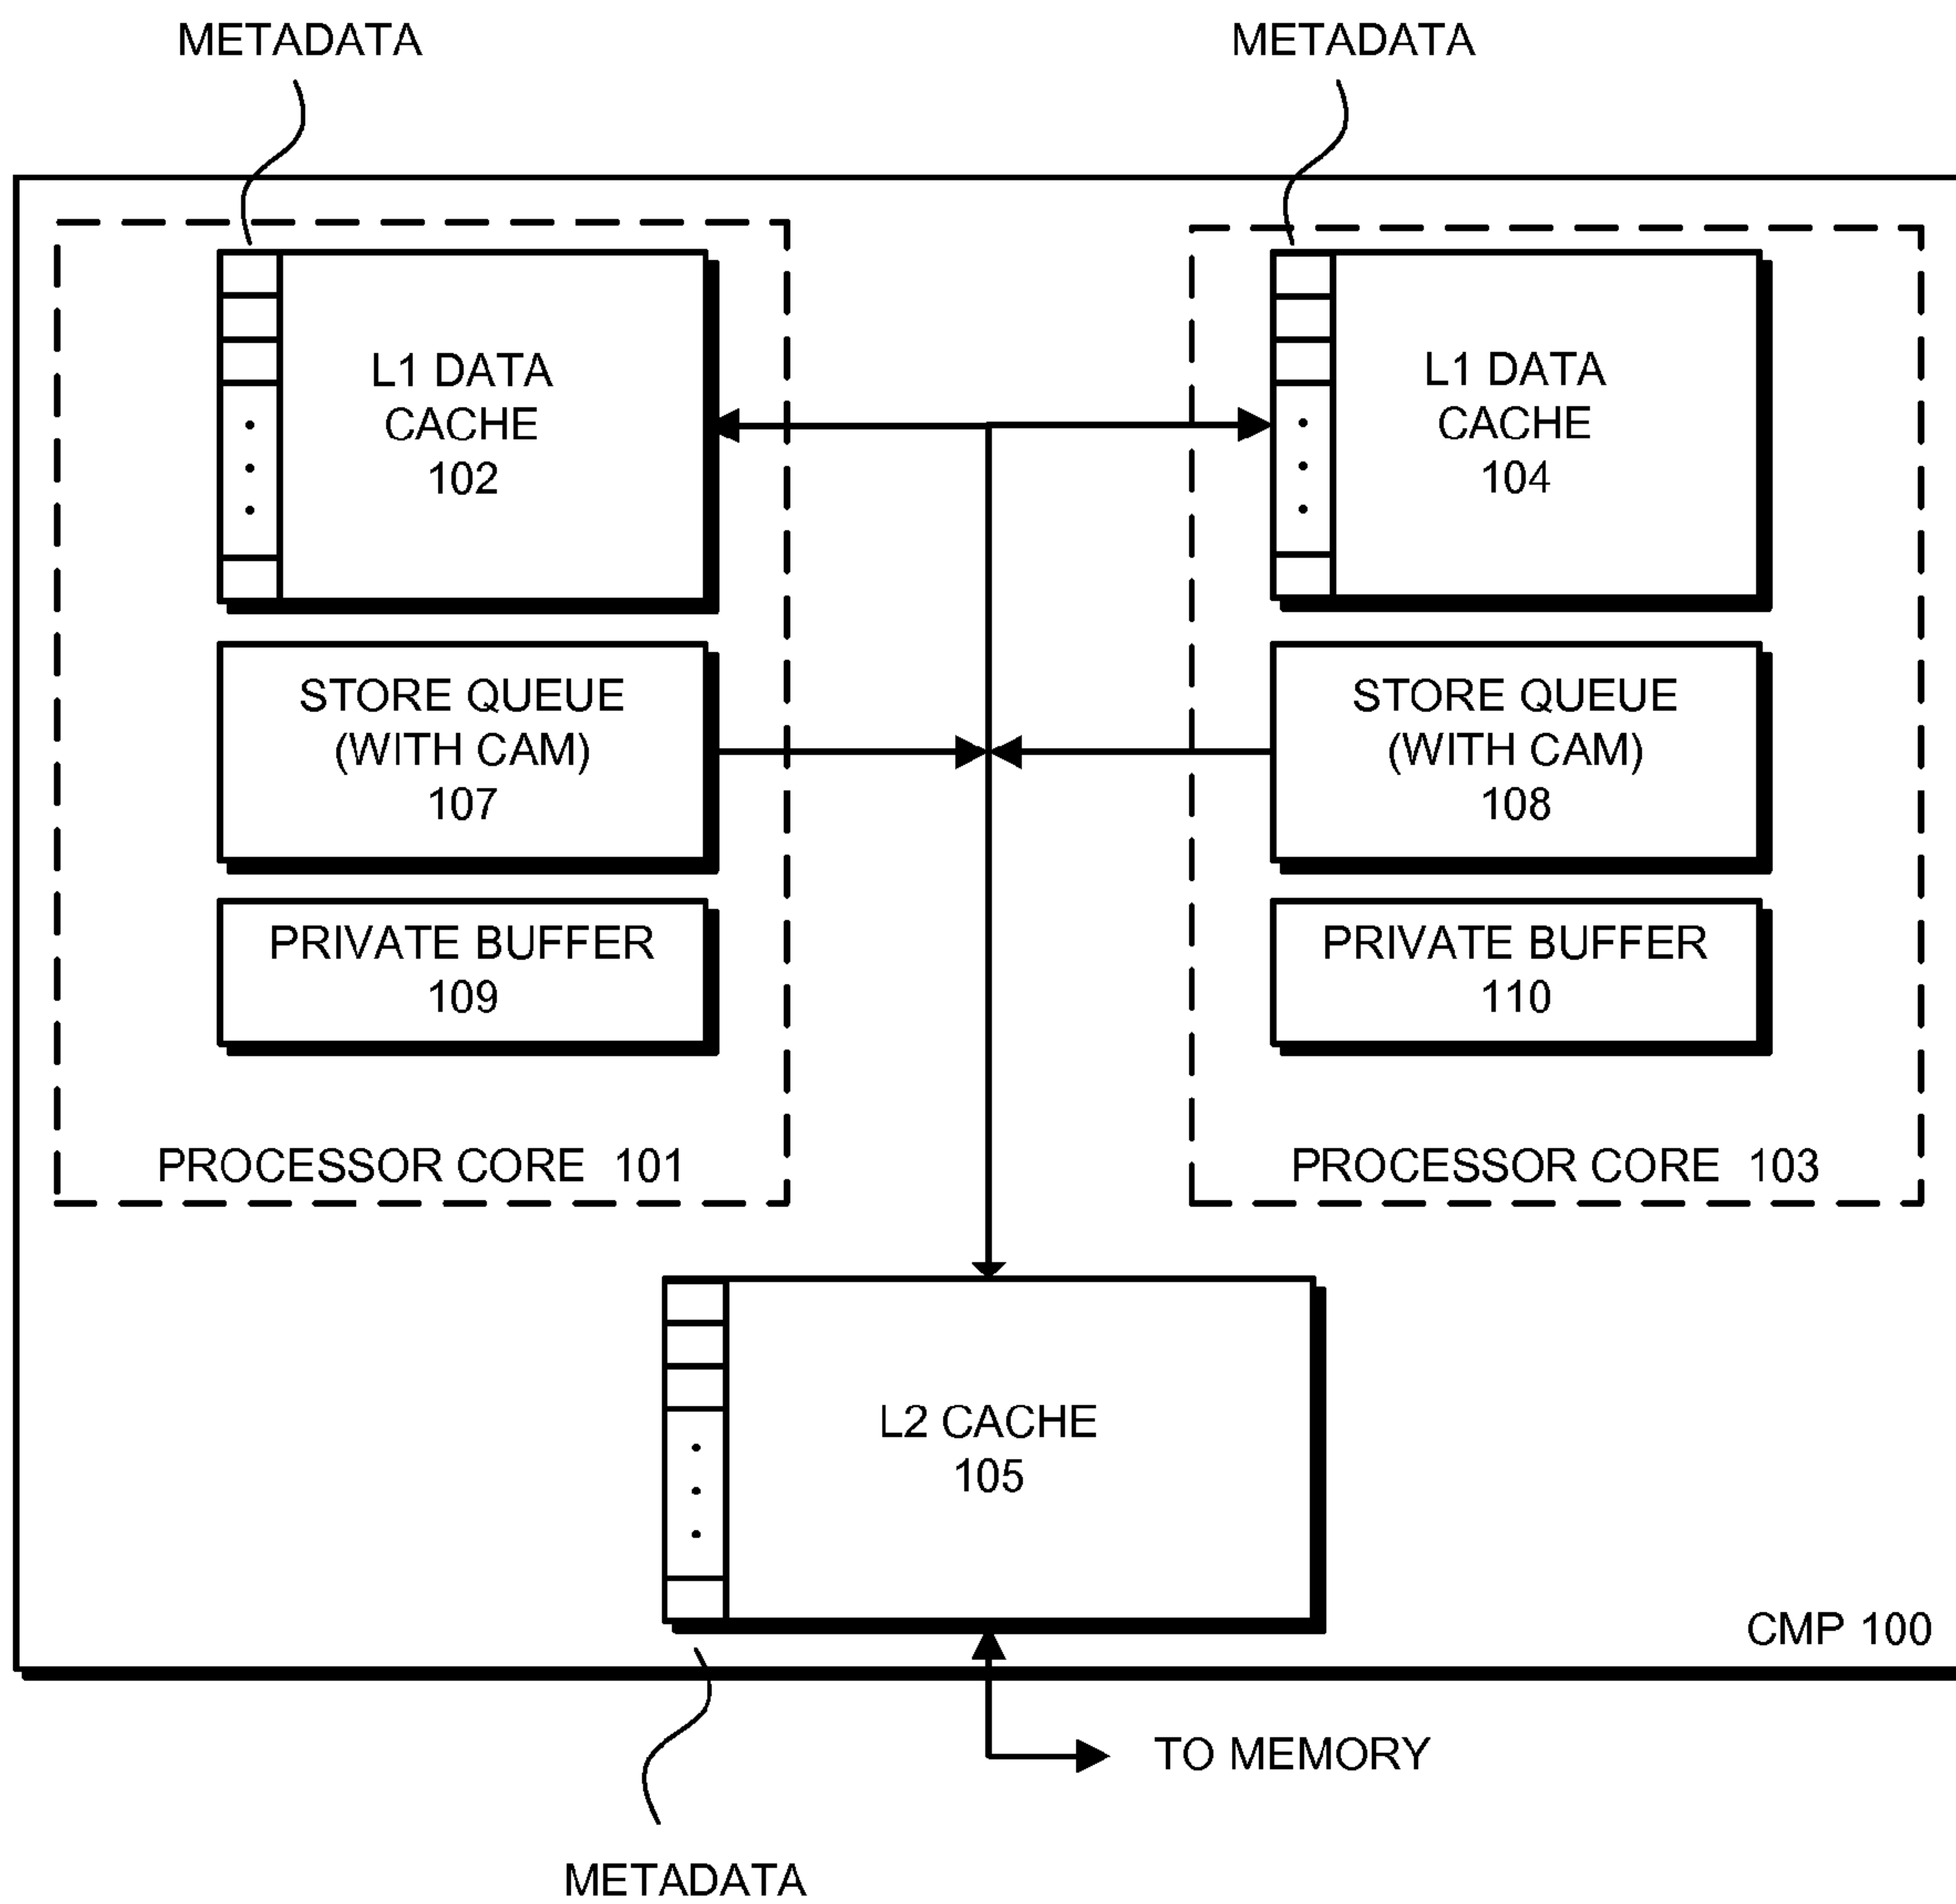 METADATA
METADATA
L1 DATA
CACHE
102
L1 DATA
CACHE
104
STORE QUEUE
(WITH CAM)
107
STORE QUEUE
(WITH CAM)
108
PRIVATE BUFFER
109
PRIVATE BUFFER
110
PROCESSOR CORE 101
PROCESSOR CORE 103
L2 CACHE
105
CMP 100
TO MEMORY
METADATA